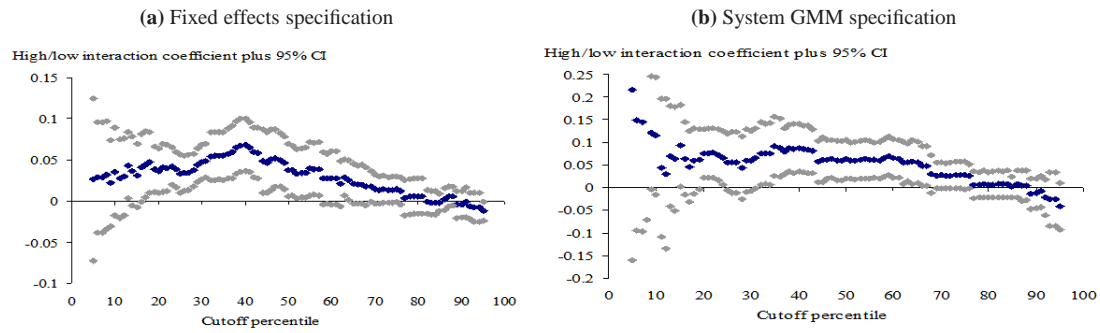 (a) Fixed effects specification
High/low interaction coefficient plus 95% CI
0.15
0.1
0.05
0
-0.05
-0.1
0 10 20 30 40 50 60 70 80 90 100
Cutoff percentile
(b) System GMM specification
High/low interaction coefficient plus 95% CI
0.25
0.2
0.15
0.1
0.05
0
-0.05
-0.1
-0.15
-0.2
0 10 20 30 40 50 60 70 80 90 100
Cutoff percentile